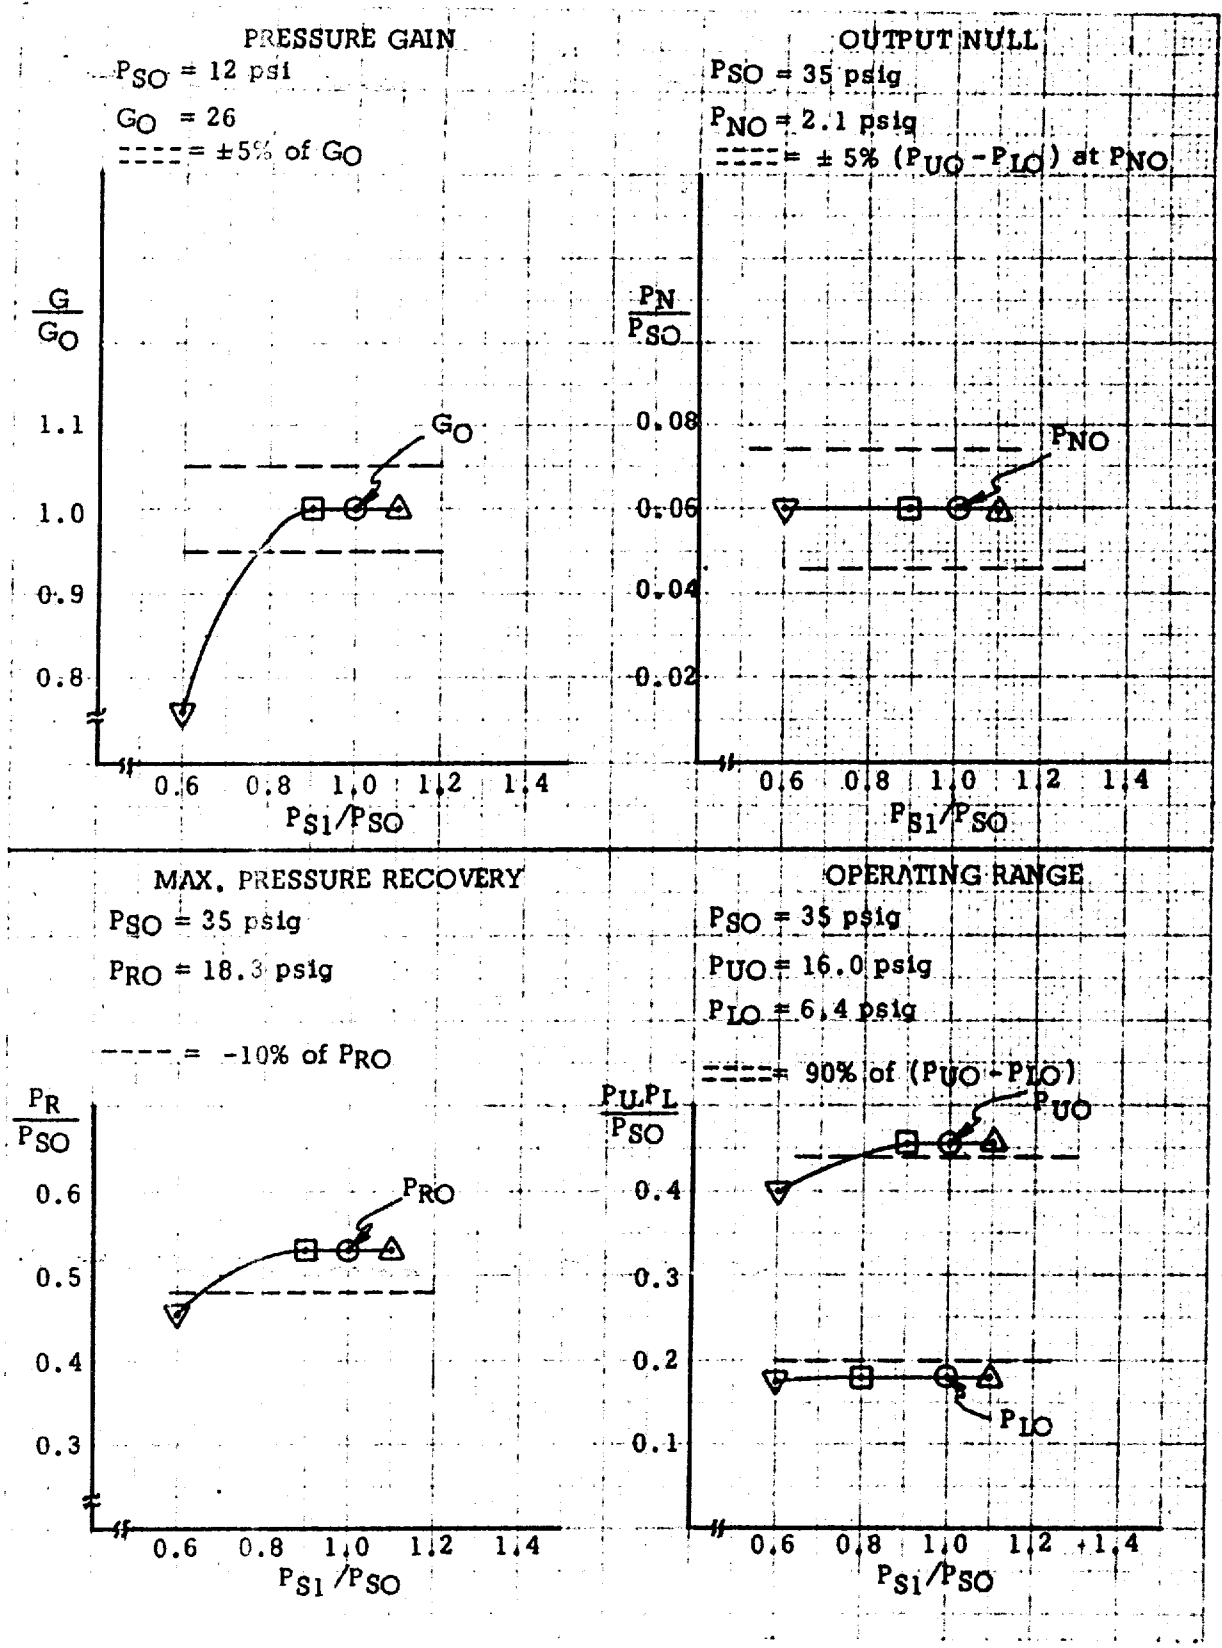 PRESSURE GAIN
PSO = 12 psi
GO = 26
---- = ±5% of GO
G
GO
1.1
1.0
0.9
0.8
GO
0.6 0.8 1.0 1.2 1.4
PS1/PSO
OUTPUT NULL
PSO = 35 psig
PNO = 2.1 psig
---- = ± 5% (PUO - PLO) at PNO
PN
PSO
0.08
0.06
0.04
0.02
PNO
0.6 0.8 1.0 1.2 1.4
PS1/PSO
MAX. PRESSURE RECOVERY
PSO = 35 psig
PRO = 18.3 psig
---- = -10% of PRO
PR
PSO
0.6
0.5
0.4
0.3
PRO
0.6 0.8 1.0 1.2 1.4
PS1/PSO
OPERATING RANGE
PSO = 35 psig
PUO = 16.0 psig
PLO = 6.4 psig
---- = 90% of (PUO - PLO)
PU,PL
PSO
0.4
0.3
0.2
0.1
PUO
PLO
0.6 0.8 1.0 1.2 1.4
PS1/PSO